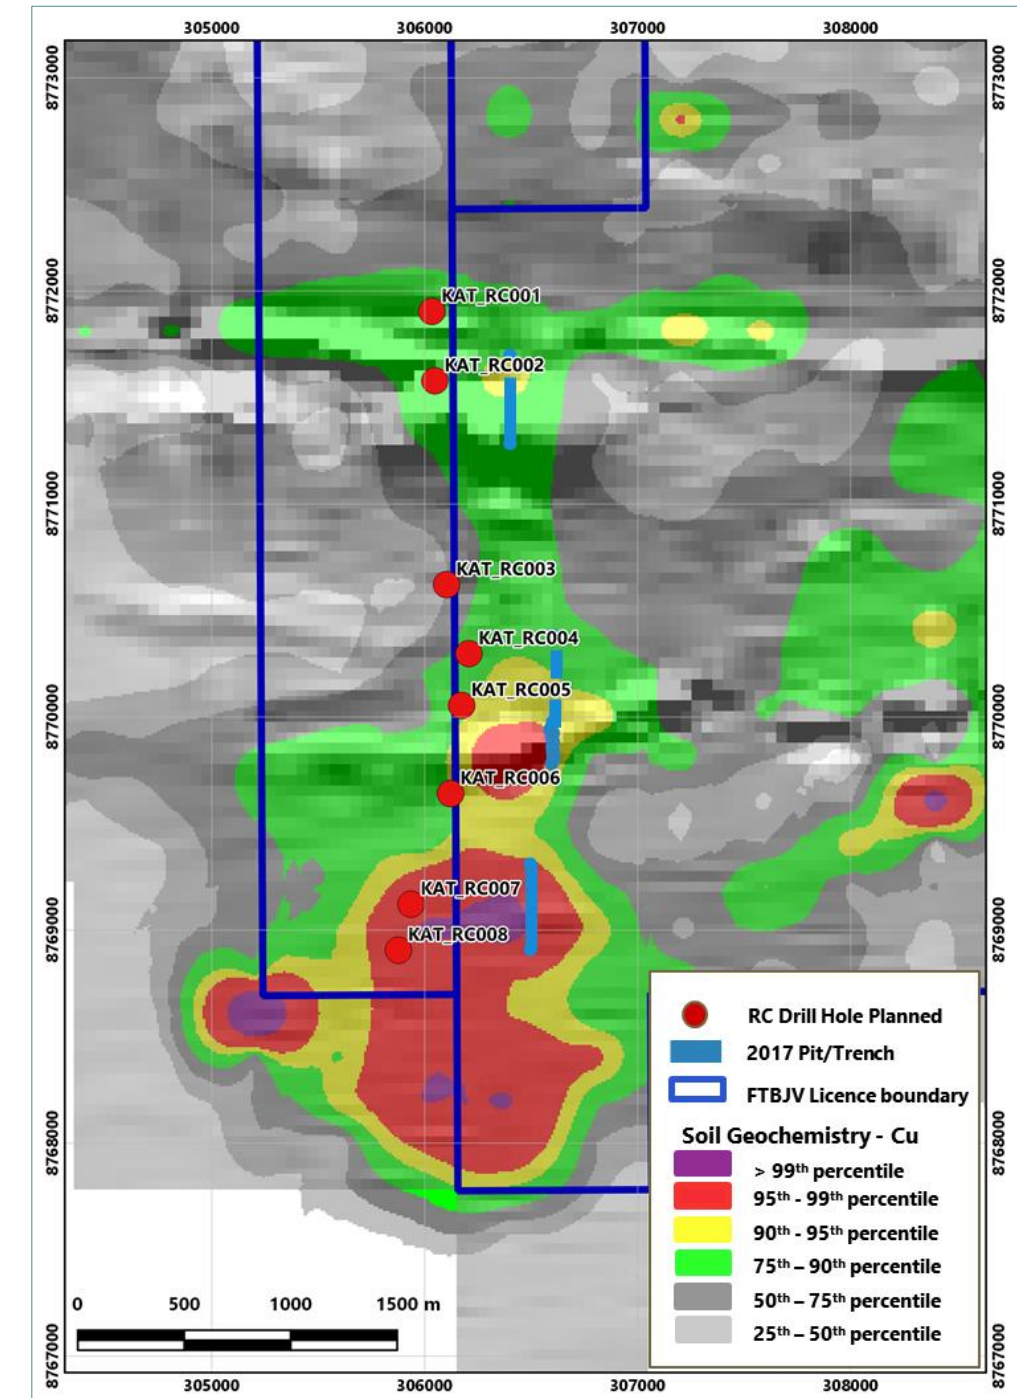 305000 306000 307000 308000
8773000 8773000
8772000 8772000
KAT_RC001
KAT_RC002
8771000 8771000
KAT_RC003
KAT_RC004
KAT_RC005
8770000 8770000
KAT_RC006
KAT_RC007
8769000 8769000
KAT_RC008
RC Drill Hole Planned
2017 Pit/Trench
FTBJV Licence boundary
8768000 8768000
Soil Geochemistry - Cu
> 99th percentile
95th - 99th percentile
90th - 95th percentile
75th – 90th percentile
50th – 75th percentile
25th – 50th percentile
0 500 1000 1500 m
8767000 8767000
305000 306000 307000 308000